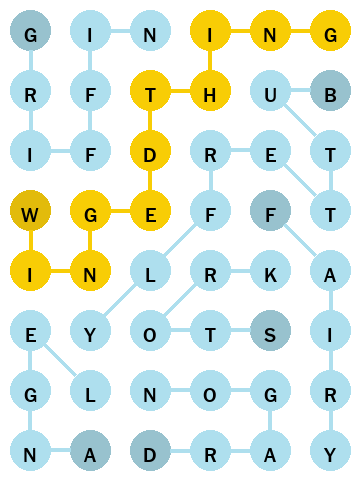 G I N I N G
R F T H U B
I F D R E T
W G E F F T
I N L R K A
E Y O T S I
G L N O G R
N A D R A Y